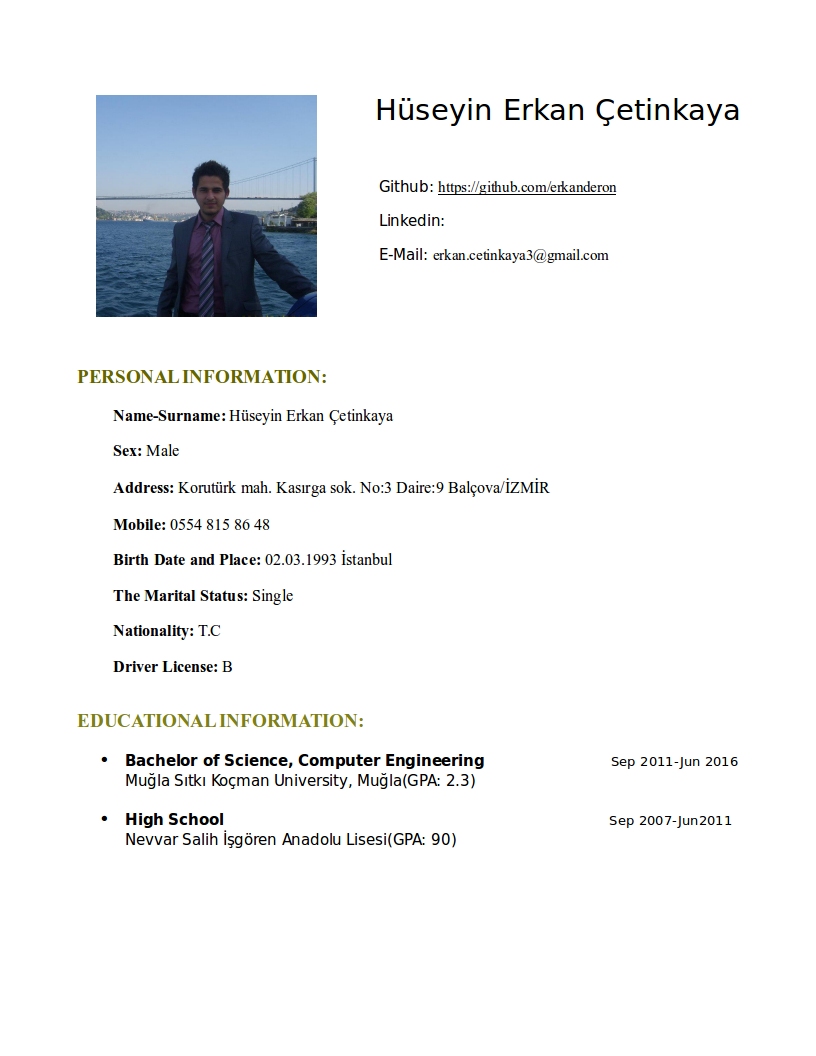 Hüseyin Erkan Çetinkaya
Github: https://github.com/erkanderon
Linkedin:
E-Mail: erkan.cetinkaya3@gmail.com
PERSONAL INFORMATION:
Name-Surname: Hüseyin Erkan Çetinkaya
Sex: Male
Address: Korutürk mah. Kasırga sok. No:3 Daire:9 Balçova/İZMİR
Mobile: 0554 815 86 48
Birth Date and Place: 02.03.1993 İstanbul
The Marital Status: Single
Nationality: T.C
Driver License: B
EDUCATIONAL INFORMATION:
• Bachelor of Science, Computer Engineering Sep 2011-Jun 2016
Muğla Sıtkı Koçman University, Muğla(GPA: 2.3)
• High School Sep 2007-Jun2011
Nevvar Salih İşgören Anadolu Lisesi(GPA: 90)